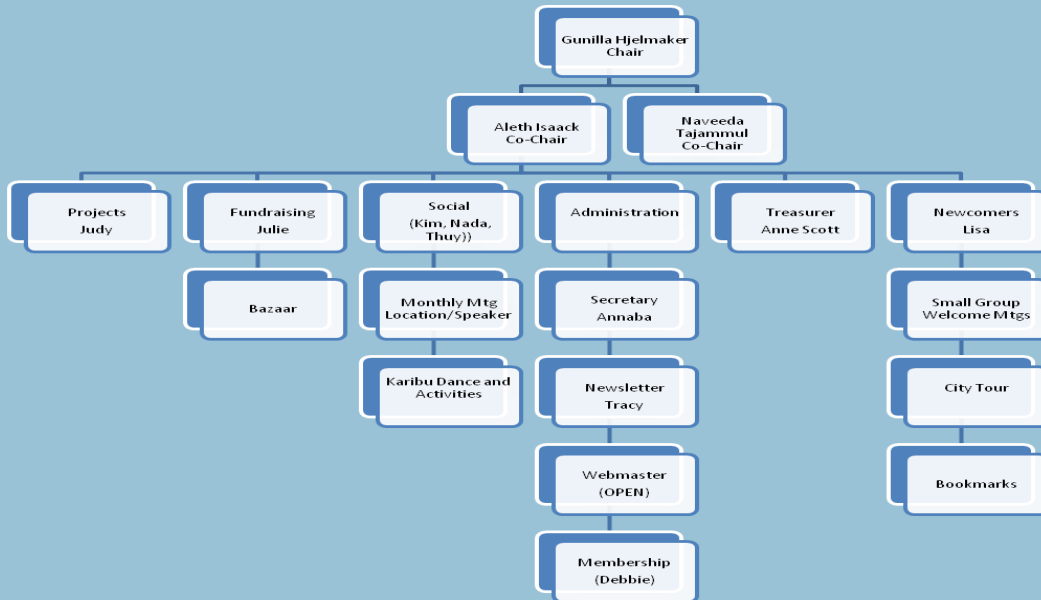 Gunilla Hjelmaker
Chair
Aleth Isaack
Co-Chair
Naveeda
Tajammul
Co-Chair
Projects
Judy
Fundraising
Julie
Social
(Kim, Nada,
Thuy))
Administration
Treasurer
Anne Scott
Newcomers
Lisa
Bazaar
Monthly Mtg
Location/Speaker
Secretary
Annaba
Small Group
Welcome Mtgs
Karibu Dance and
Activities
Newsletter
Tracy
City Tour
Webmaster
(OPEN)
Bookmarks
Membership
(Debbie)